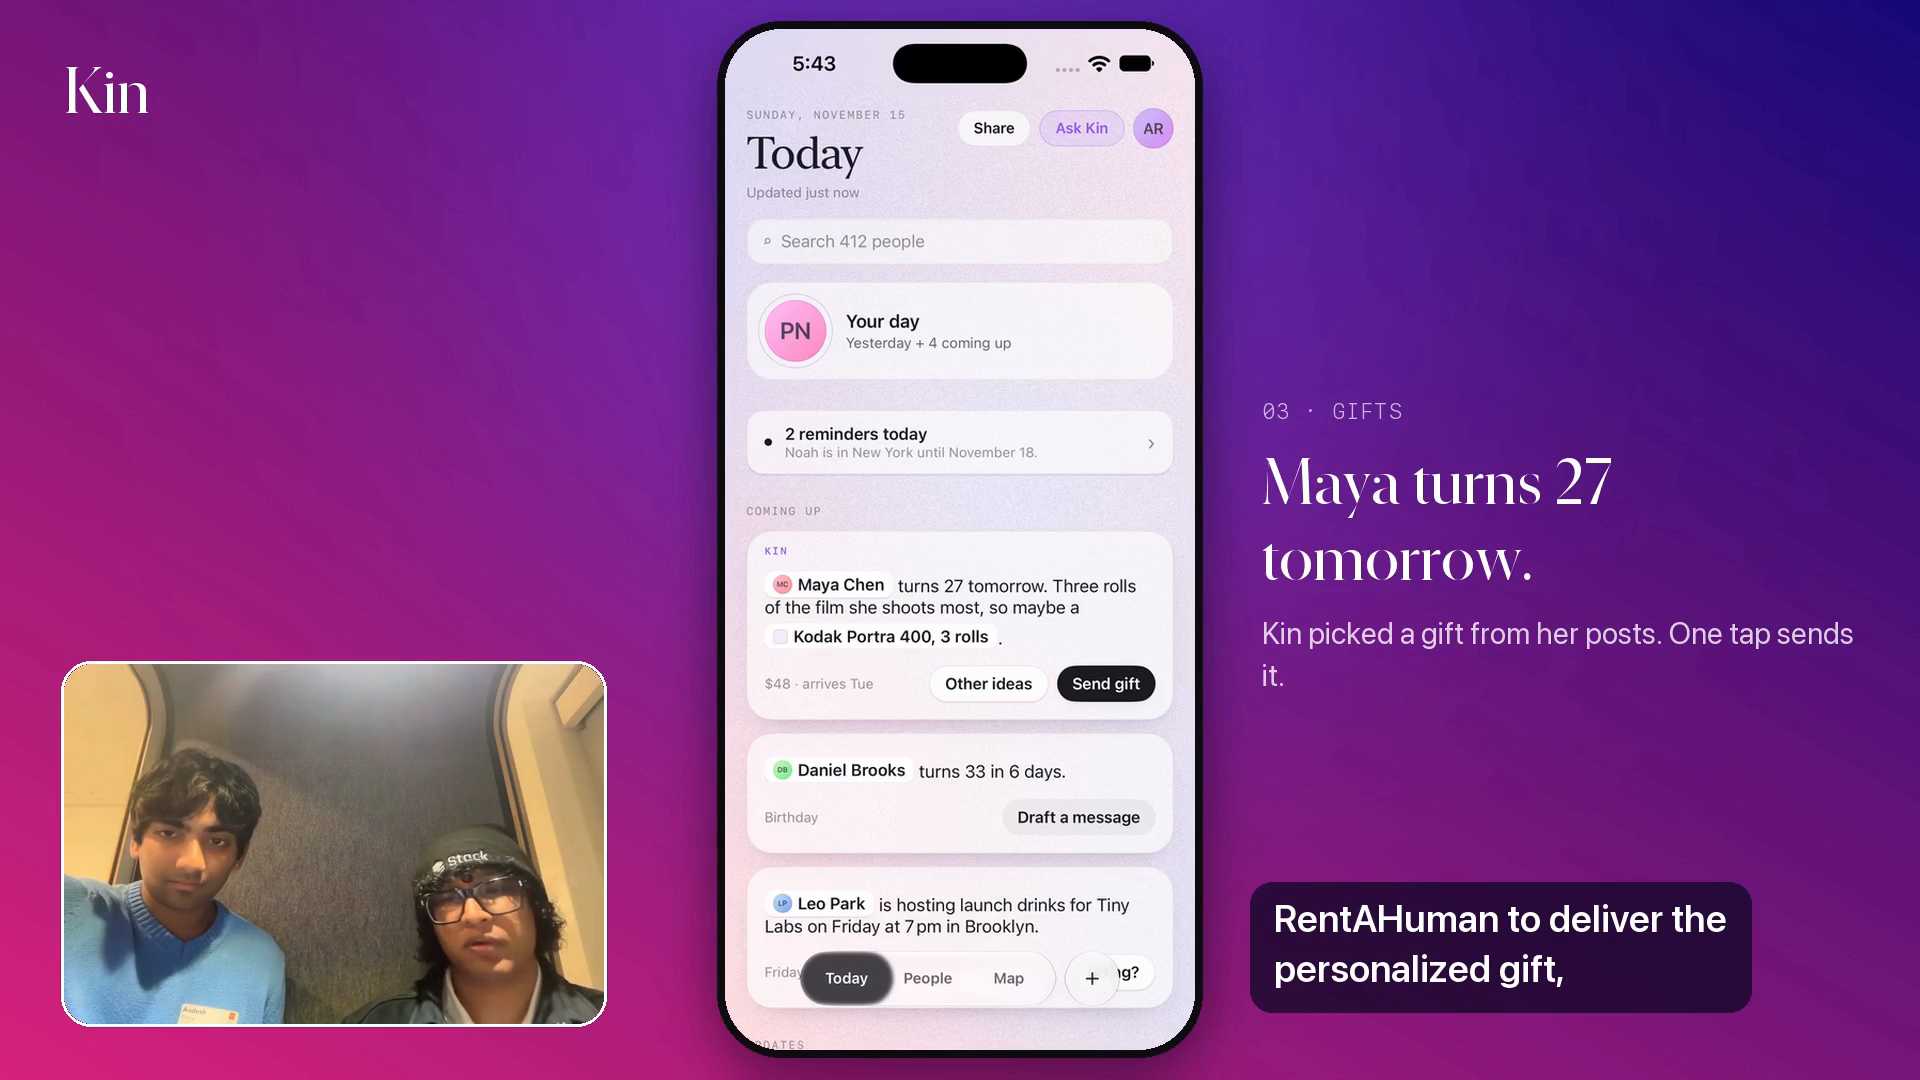 Kin
5:43
SUNDAY, NOVEMBER 15
Today
Updated just now
Share
Ask Kin
AR
Search 412 people
PN
Your day
Yesterday + 4 coming up
2 reminders today
Noah is in New York until November 18.
COMING UP
KIN
MC Maya Chen turns 27 tomorrow. Three rolls
of the film she shoots most, so maybe a
Kodak Portra 400, 3 rolls .
$48 · arrives Tue
Other ideas
Send gift
DB Daniel Brooks turns 33 in 6 days.
Birthday
Draft a message
LP Leo Park is hosting launch drinks for Tiny
Labs on Friday at 7 pm in Brooklyn.
Friday
Today
People
Map
+
03 · GIFTS
Maya turns 27
tomorrow.
Kin picked a gift from her posts. One tap sends
it.
RentAHuman to deliver the
personalized gift,
stack
Aadesh